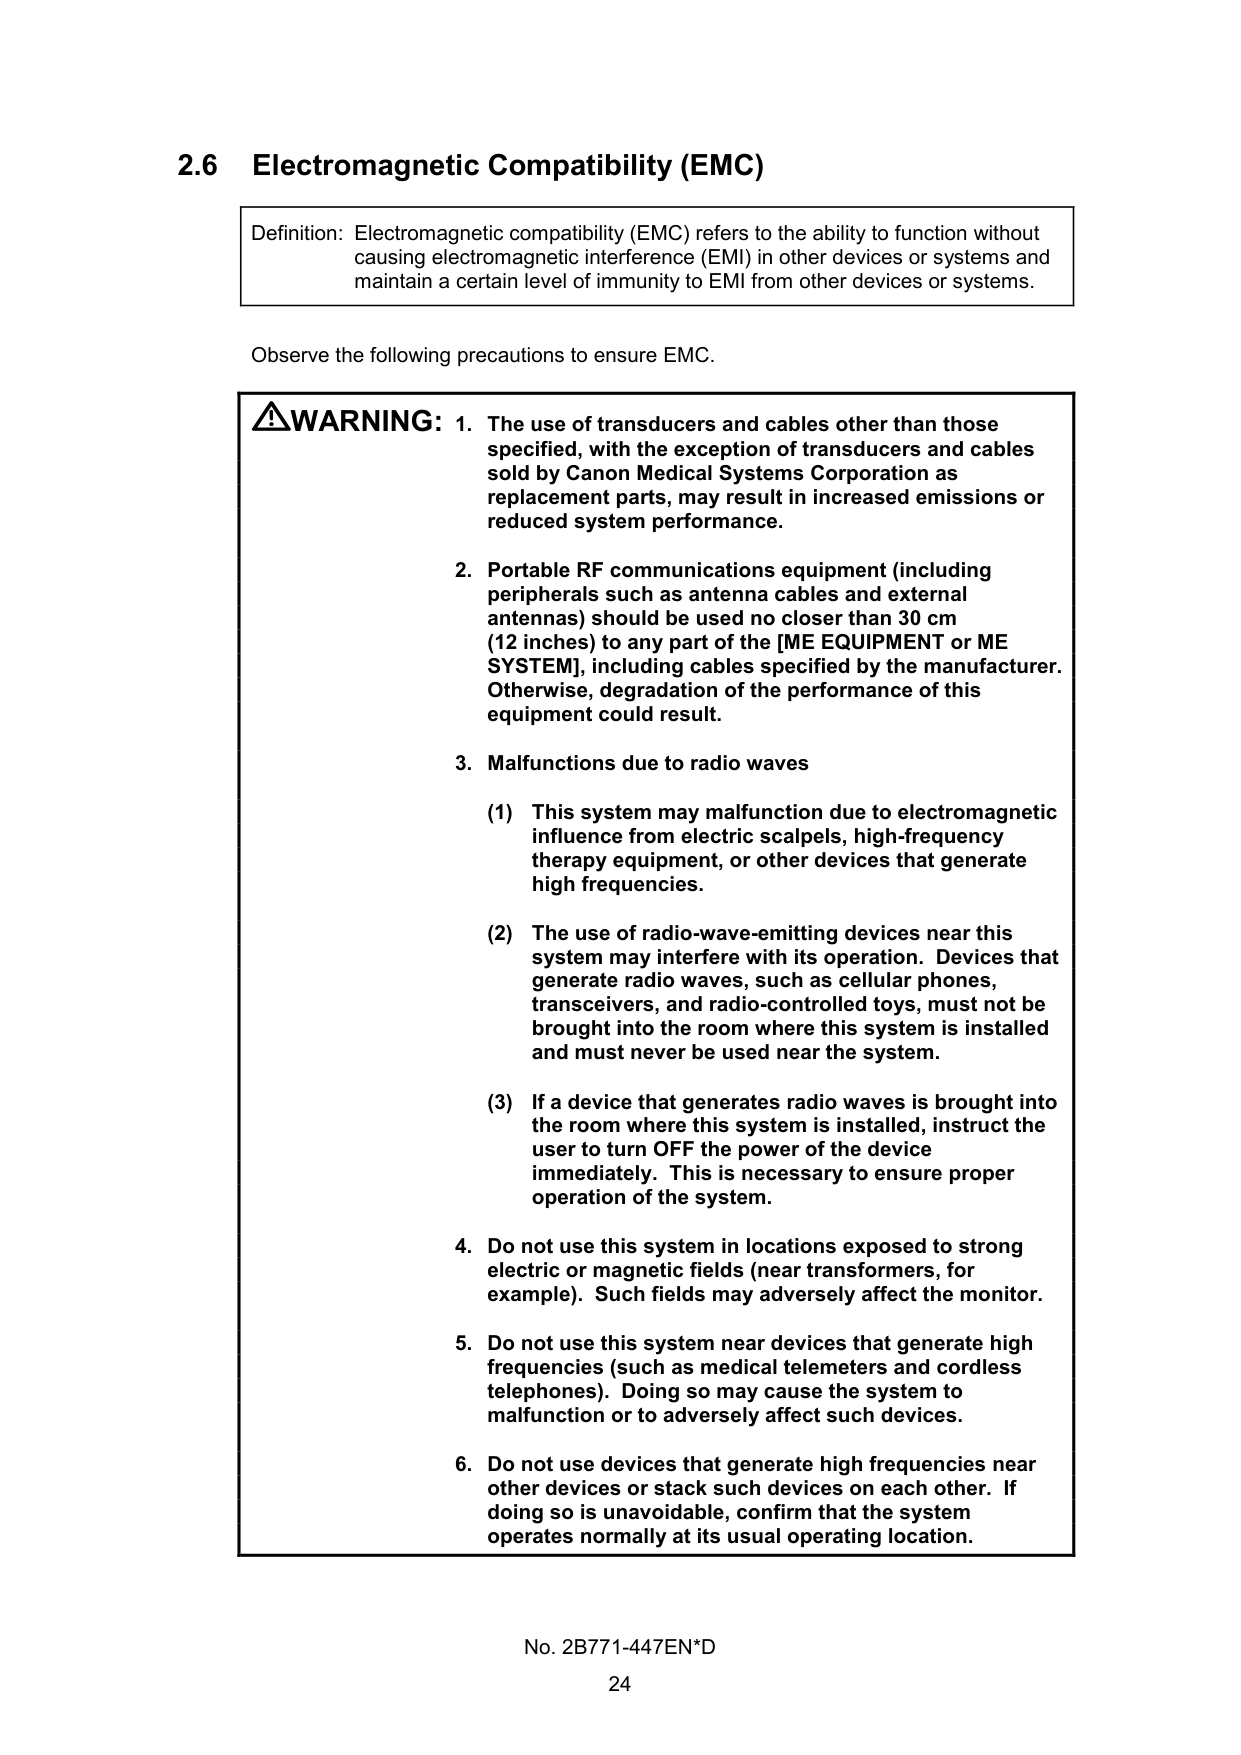 2.6 Electromagnetic Compatibility (EMC)
Definition: Electromagnetic compatibility (EMC) refers to the ability to function without
causing electromagnetic interference (EMI) in other devices or systems and
maintain a certain level of immunity to EMI from other devices or systems.
Observe the following precautions to ensure EMC.
⚠WARNING: 1. The use of transducers and cables other than those
specified, with the exception of transducers and cables
sold by Canon Medical Systems Corporation as
replacement parts, may result in increased emissions or
reduced system performance.
2. Portable RF communications equipment (including
peripherals such as antenna cables and external
antennas) should be used no closer than 30 cm
(12 inches) to any part of the [ME EQUIPMENT or ME
SYSTEM], including cables specified by the manufacturer.
Otherwise, degradation of the performance of this
equipment could result.
3. Malfunctions due to radio waves
(1) This system may malfunction due to electromagnetic
influence from electric scalpels, high-frequency
therapy equipment, or other devices that generate
high frequencies.
(2) The use of radio-wave-emitting devices near this
system may interfere with its operation. Devices that
generate radio waves, such as cellular phones,
transceivers, and radio-controlled toys, must not be
brought into the room where this system is installed
and must never be used near the system.
(3) If a device that generates radio waves is brought into
the room where this system is installed, instruct the
user to turn OFF the power of the device
immediately. This is necessary to ensure proper
operation of the system.
4. Do not use this system in locations exposed to strong
electric or magnetic fields (near transformers, for
example). Such fields may adversely affect the monitor.
5. Do not use this system near devices that generate high
frequencies (such as medical telemeters and cordless
telephones). Doing so may cause the system to
malfunction or to adversely affect such devices.
6. Do not use devices that generate high frequencies near
other devices or stack such devices on each other. If
doing so is unavoidable, confirm that the system
operates normally at its usual operating location.
No. 2B771-447EN*D
24